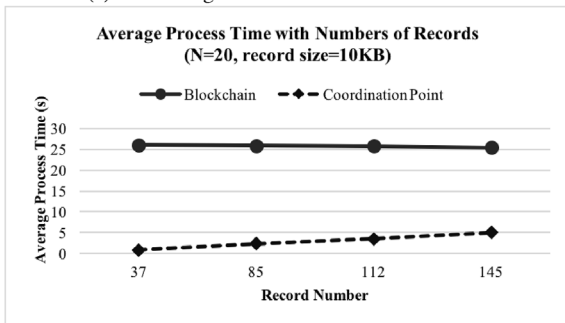 Average Process Time with Numbers of Records
(N=20, record size=10KB)
Blockchain
Coordination Point
Average Process Time (s)
30
25
20
15
10
5
0
37 85 112 145
Record Number